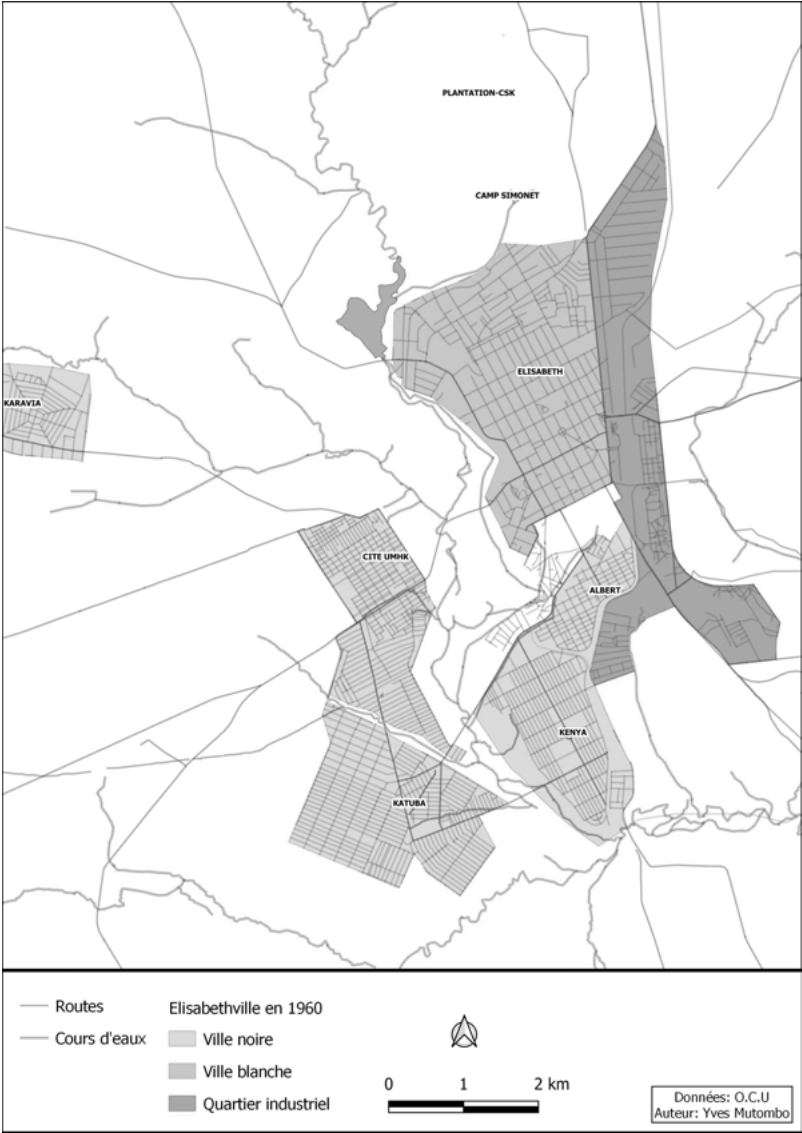 PLANTATION-CSK
CAMP SIMONET
ELISABETH
KARAVIA
CITE UMHK
ALBERT
KENYA
KATUBA
Routes
Cours d'eaux
Elisabethville en 1960
Ville noire
Ville blanche
Quartier industriel
0 1 2 km
Données: O.C.U
Auteur: Yves Mutombo